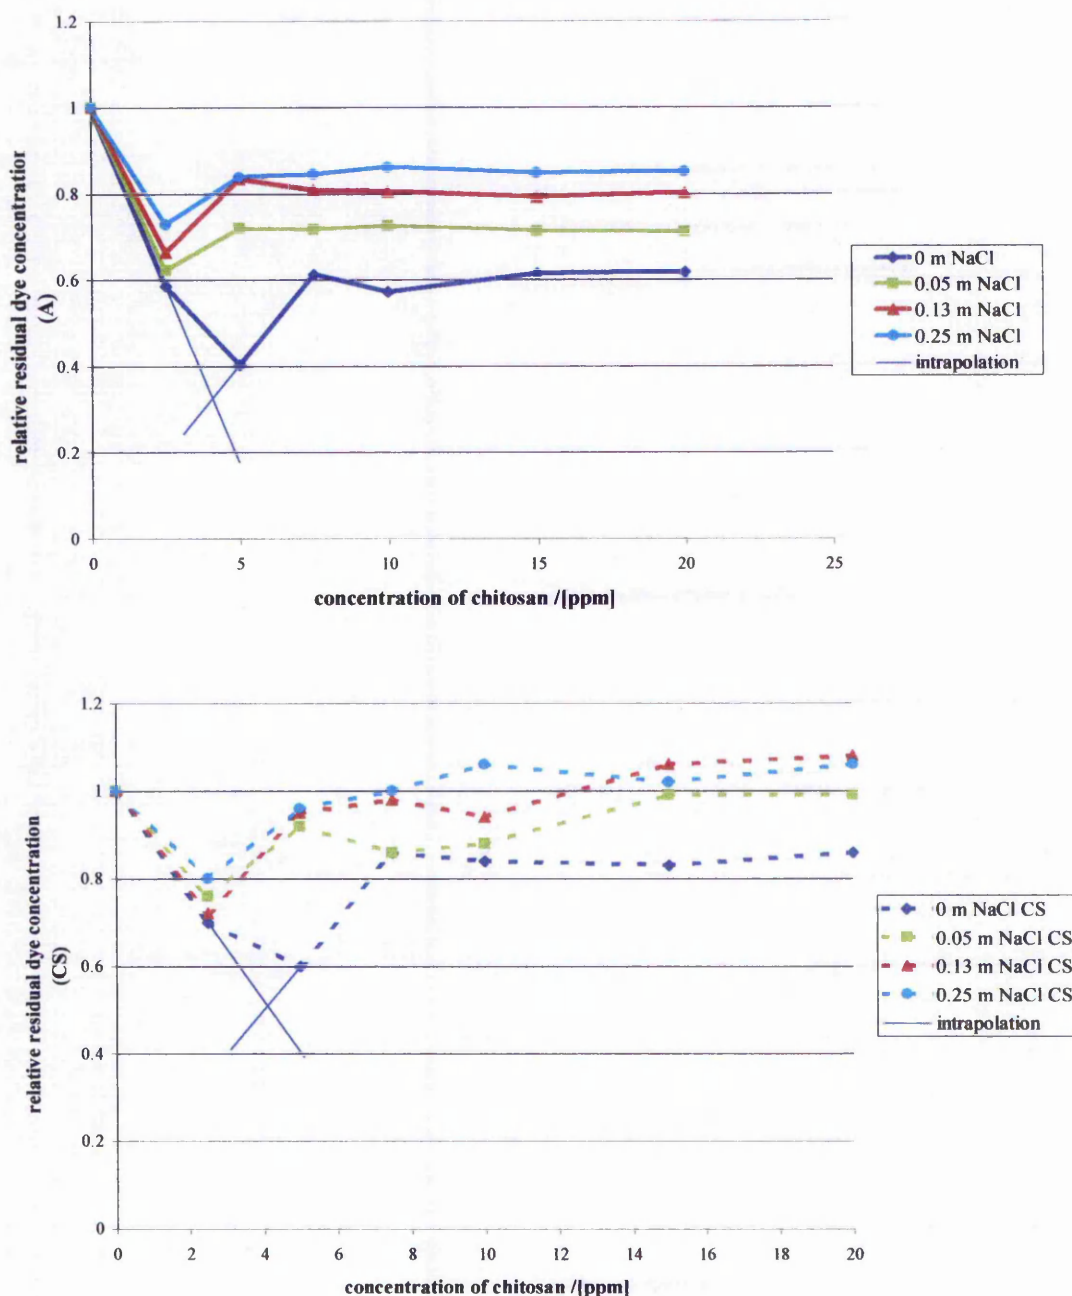 1.2
1
0.8
0.6
0.4
0.2
0
relative residual dye concentratior
(A)
0 5 10 15 20 25
concentration of chitosan /[ppm]
0 m NaCl
0.05 m NaCl
0.13 m NaCl
0.25 m NaCl
intrapolation
1.2
1
0.8
0.6
0.4
0.2
0
relative residual dye concentration
(CS)
0 2 4 6 8 10 12 14 16 18 20
concentration of chitosan /[ppm]
0 m NaCl CS
0.05 m NaCl CS
0.13 m NaCl CS
0.25 m NaCl CS
intrapolation